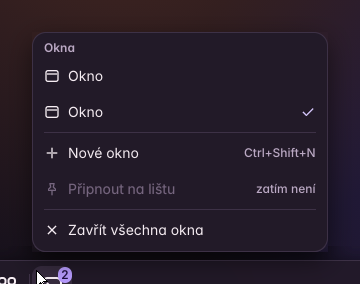 Okna
Okno
Okno
Nové okno Ctrl+Shift+N
Připnout na lištu zatím není
Zavřít všechna okna
2